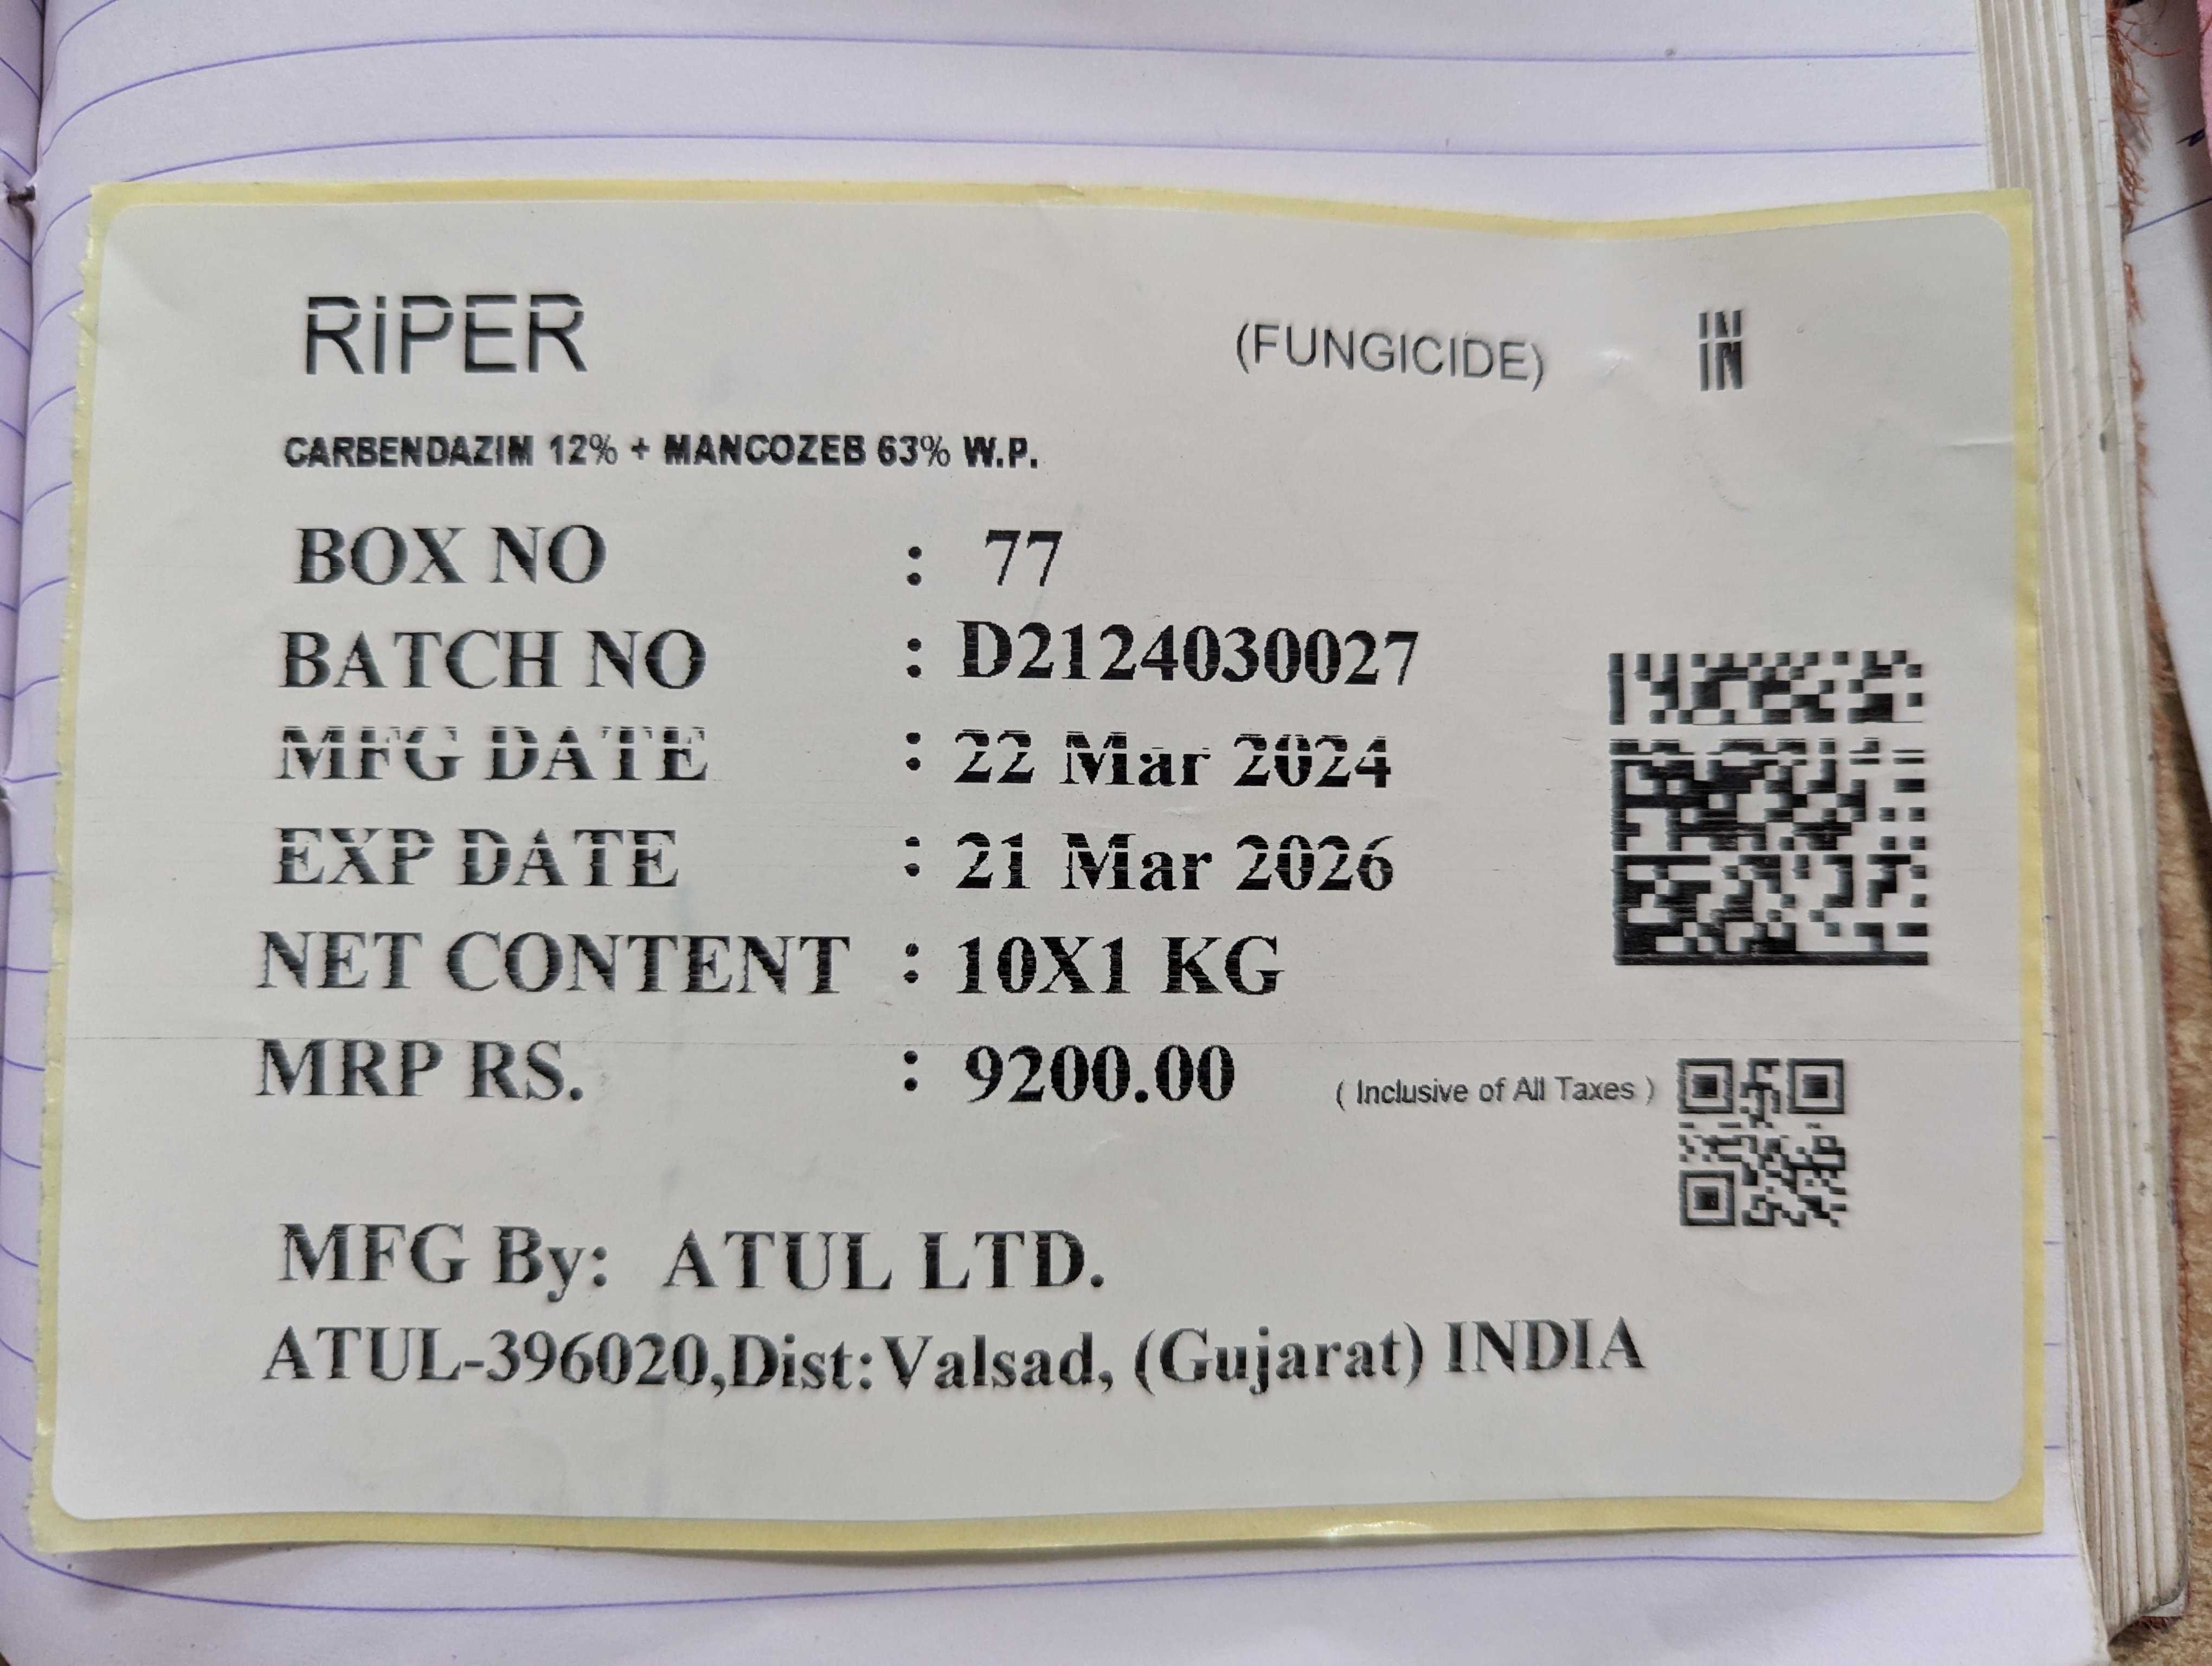 RiPER (FUNGICIDE) IN
CARBENDAZIM 12% + MANCOZEB 63% W.P.
BOX NO : 77
BATCH NO : D2124030027
MFG DATE : 22 Mar 2024
EXP DATE : 21 Mar 2026
NET CONTENT : 10X1 KG
MRP RS. : 9200.00 ( Inclusive of All Taxes )
MFG By: ATUL LTD.
ATUL-396020,Dist:Valsad, (Gujarat) INDIA